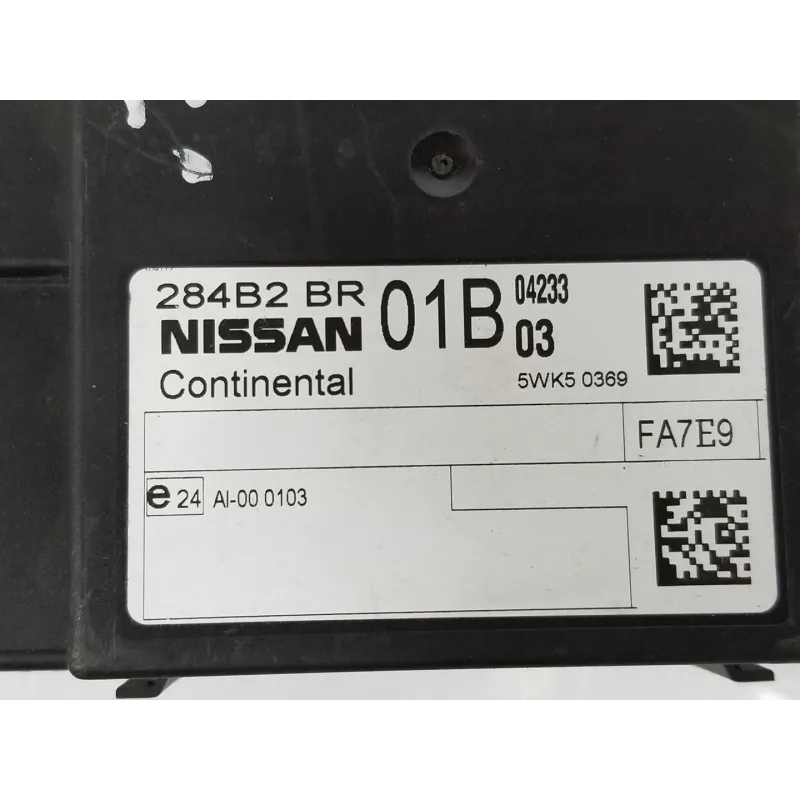 284B2 BR 01B 04233
NISSAN 03
Continental 5WK5 0369
FA7E9
e 24 AI-00 0103